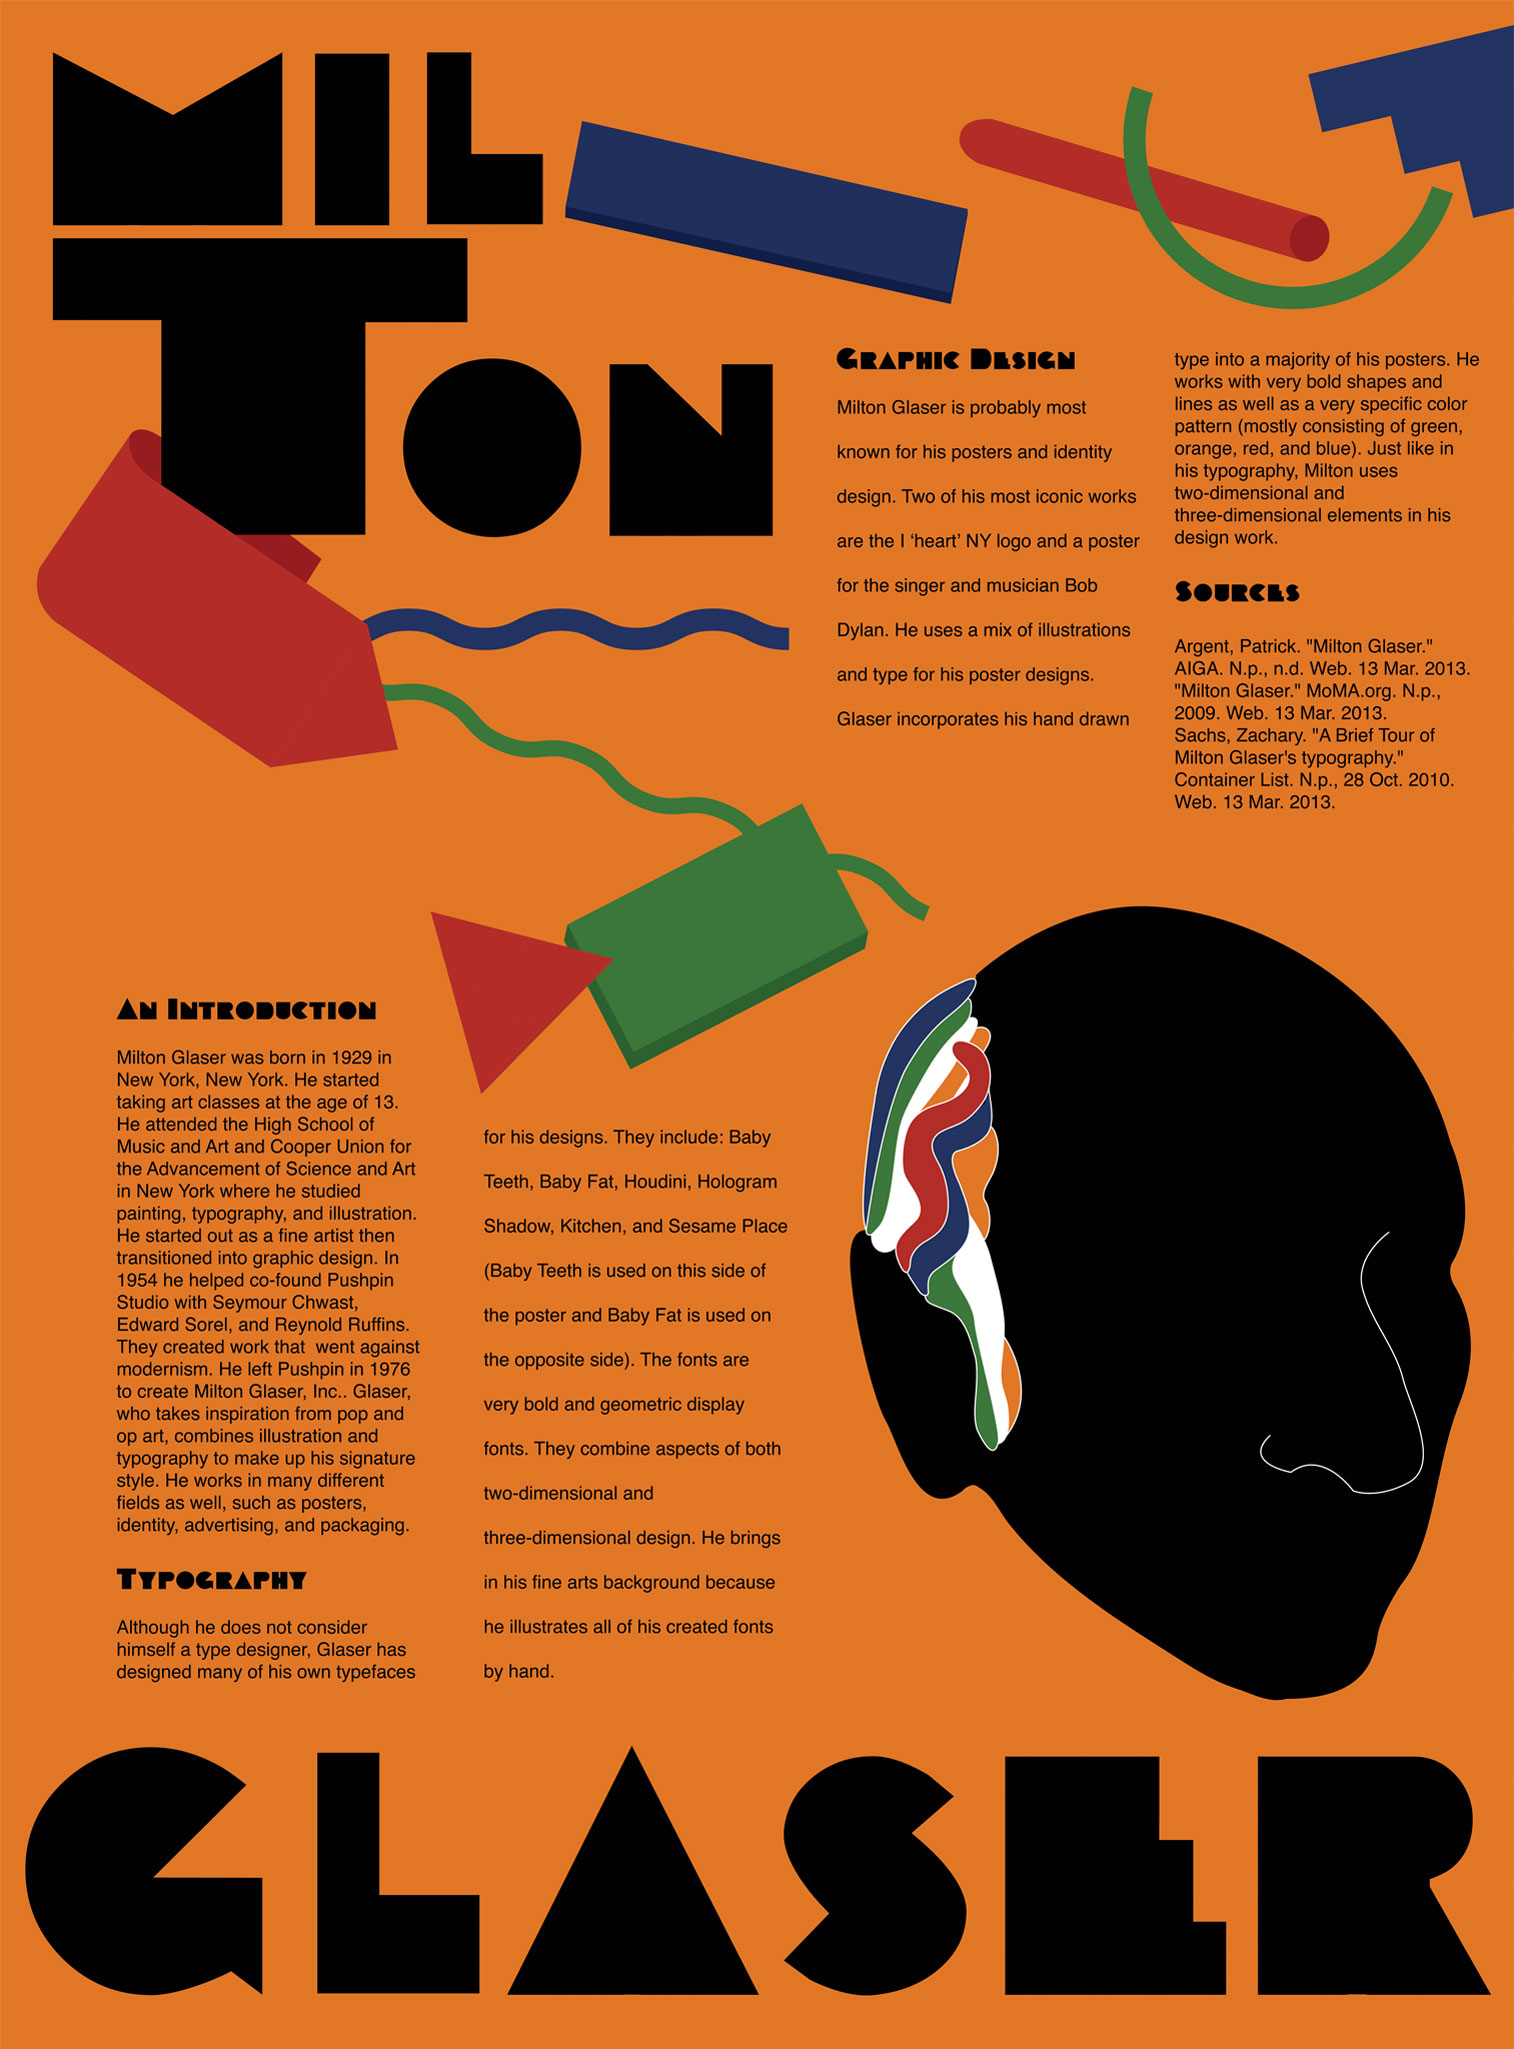 MIL
TON
An Introduction
Milton Glaser was born in 1929 in
New York, New York. He started
taking art classes at the age of 13.
He attended the High School of
Music and Art and Cooper Union for
the Advancement of Science and Art
in New York where he studied
painting, typography, and illustration.
He started out as a fine artist then
transitioned into graphic design. In
1954 he helped co-found Pushpin
Studio with Seymour Chwast,
Edward Sorel, and Reynold Ruffins.
They created work that  went against
modernism. He left Pushpin in 1976
to create Milton Glaser, Inc.. Glaser,
who takes inspiration from pop and
op art, combines illustration and
typography to make up his signature
style. He works in many different
fields as well, such as posters,
identity, advertising, and packaging.
Typography
Although he does not consider
himself a type designer, Glaser has
designed many of his own typefaces
for his designs. They include: Baby
Teeth, Baby Fat, Houdini, Hologram
Shadow, Kitchen, and Sesame Place
(Baby Teeth is used on this side of
the poster and Baby Fat is used on
the opposite side). The fonts are
very bold and geometric display
fonts. They combine aspects of both
two-dimensional and
three-dimensional design. He brings
in his fine arts background because
he illustrates all of his created fonts
by hand.
Graphic Design
Milton Glaser is probably most
known for his posters and identity
design. Two of his most iconic works
are the I ‘heart’ NY logo and a poster
for the singer and musician Bob
Dylan. He uses a mix of illustrations
and type for his poster designs.
Glaser incorporates his hand drawn
type into a majority of his posters. He
works with very bold shapes and
lines as well as a very specific color
pattern (mostly consisting of green,
orange, red, and blue). Just like in
his typography, Milton uses
two-dimensional and
three-dimensional elements in his
design work.
Sources
Argent, Patrick. "Milton Glaser."
AIGA. N.p., n.d. Web. 13 Mar. 2013.
"Milton Glaser." MoMA.org. N.p.,
2009. Web. 13 Mar. 2013.
Sachs, Zachary. "A Brief Tour of
Milton Glaser's typography."
Container List. N.p., 28 Oct. 2010.
Web. 13 Mar. 2013.
GLASER